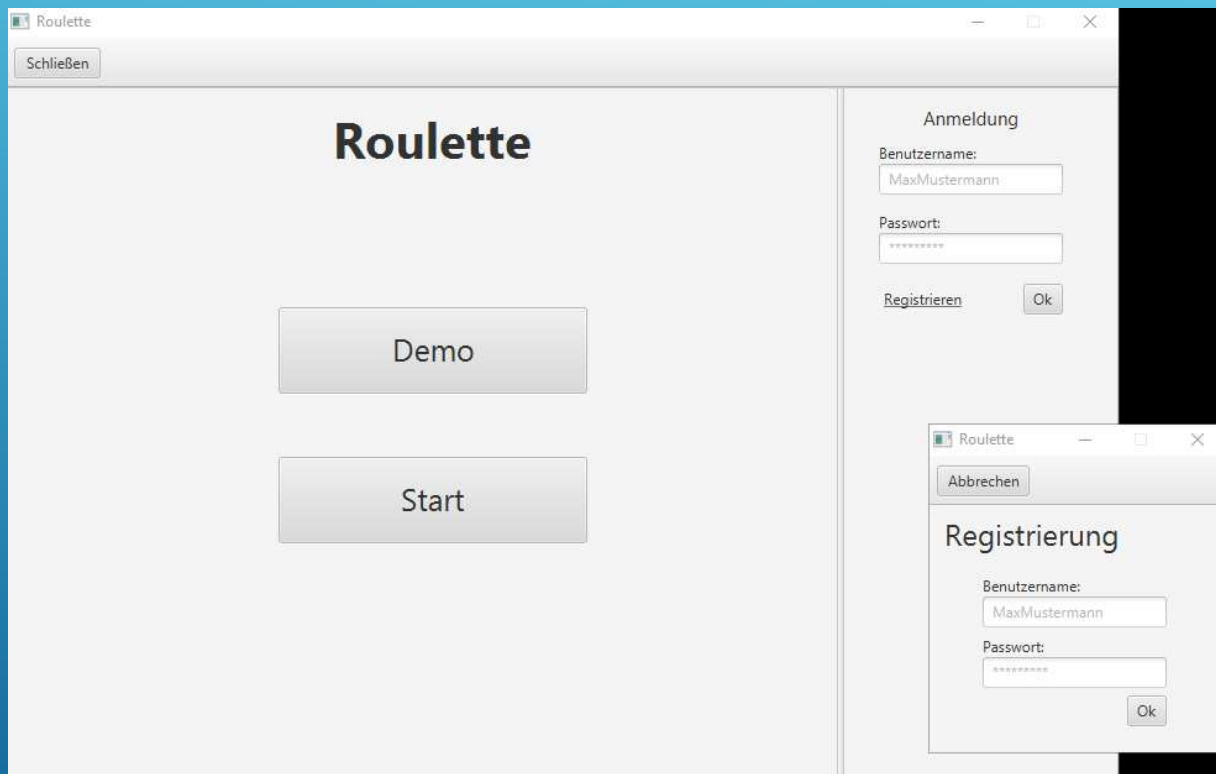 Roulette
Schließen
Roulette
Demo
Start
Anmeldung
Benutzername:
MaxMustermann
Passwort:
*********
Registrieren
Ok
Roulette
Abbrechen
Registrierung
Benutzername:
MaxMustermann
Passwort:
*********
Ok